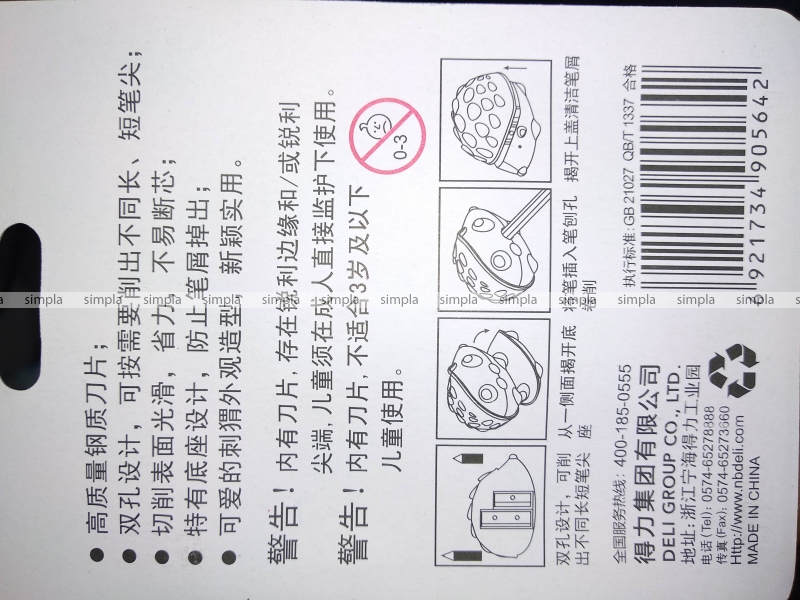 高质量钢质刀片；
双孔设计，可按需要削出不同长、短笔尖；
切削表面光滑，省力，不易断芯；
特有底座设计，防止笔屑掉出；
可爱的刺猬外观造型，新颖实用。
警告！内有刀片,存在锐利边缘和/或锐利
尖端,儿童须在成人直接监护下使用。
警告！内有刀片,不适合3岁及以下
儿童使用。
0-3
双孔设计，可削
出不同长短笔尖
从一侧面揭开底
座
将笔插入笔刨孔
卷削
揭开上盖清洁笔屑
全国服务热线：400-185-0555
得力集团有限公司
DELI GROUP CO., LTD.
地址: 浙江宁海得力工业园
电话(Tel): 0574-65278888
传真(Fax): 0574-65273660
Http://www.nbdeli.com
MADE IN CHINA
执行标准: GB 21027 QB/T 1337 合格
6 921734 905642
simpla simpla simpla simpla simpla simpla simpla simpla simpla simpla simpla simpla simpla